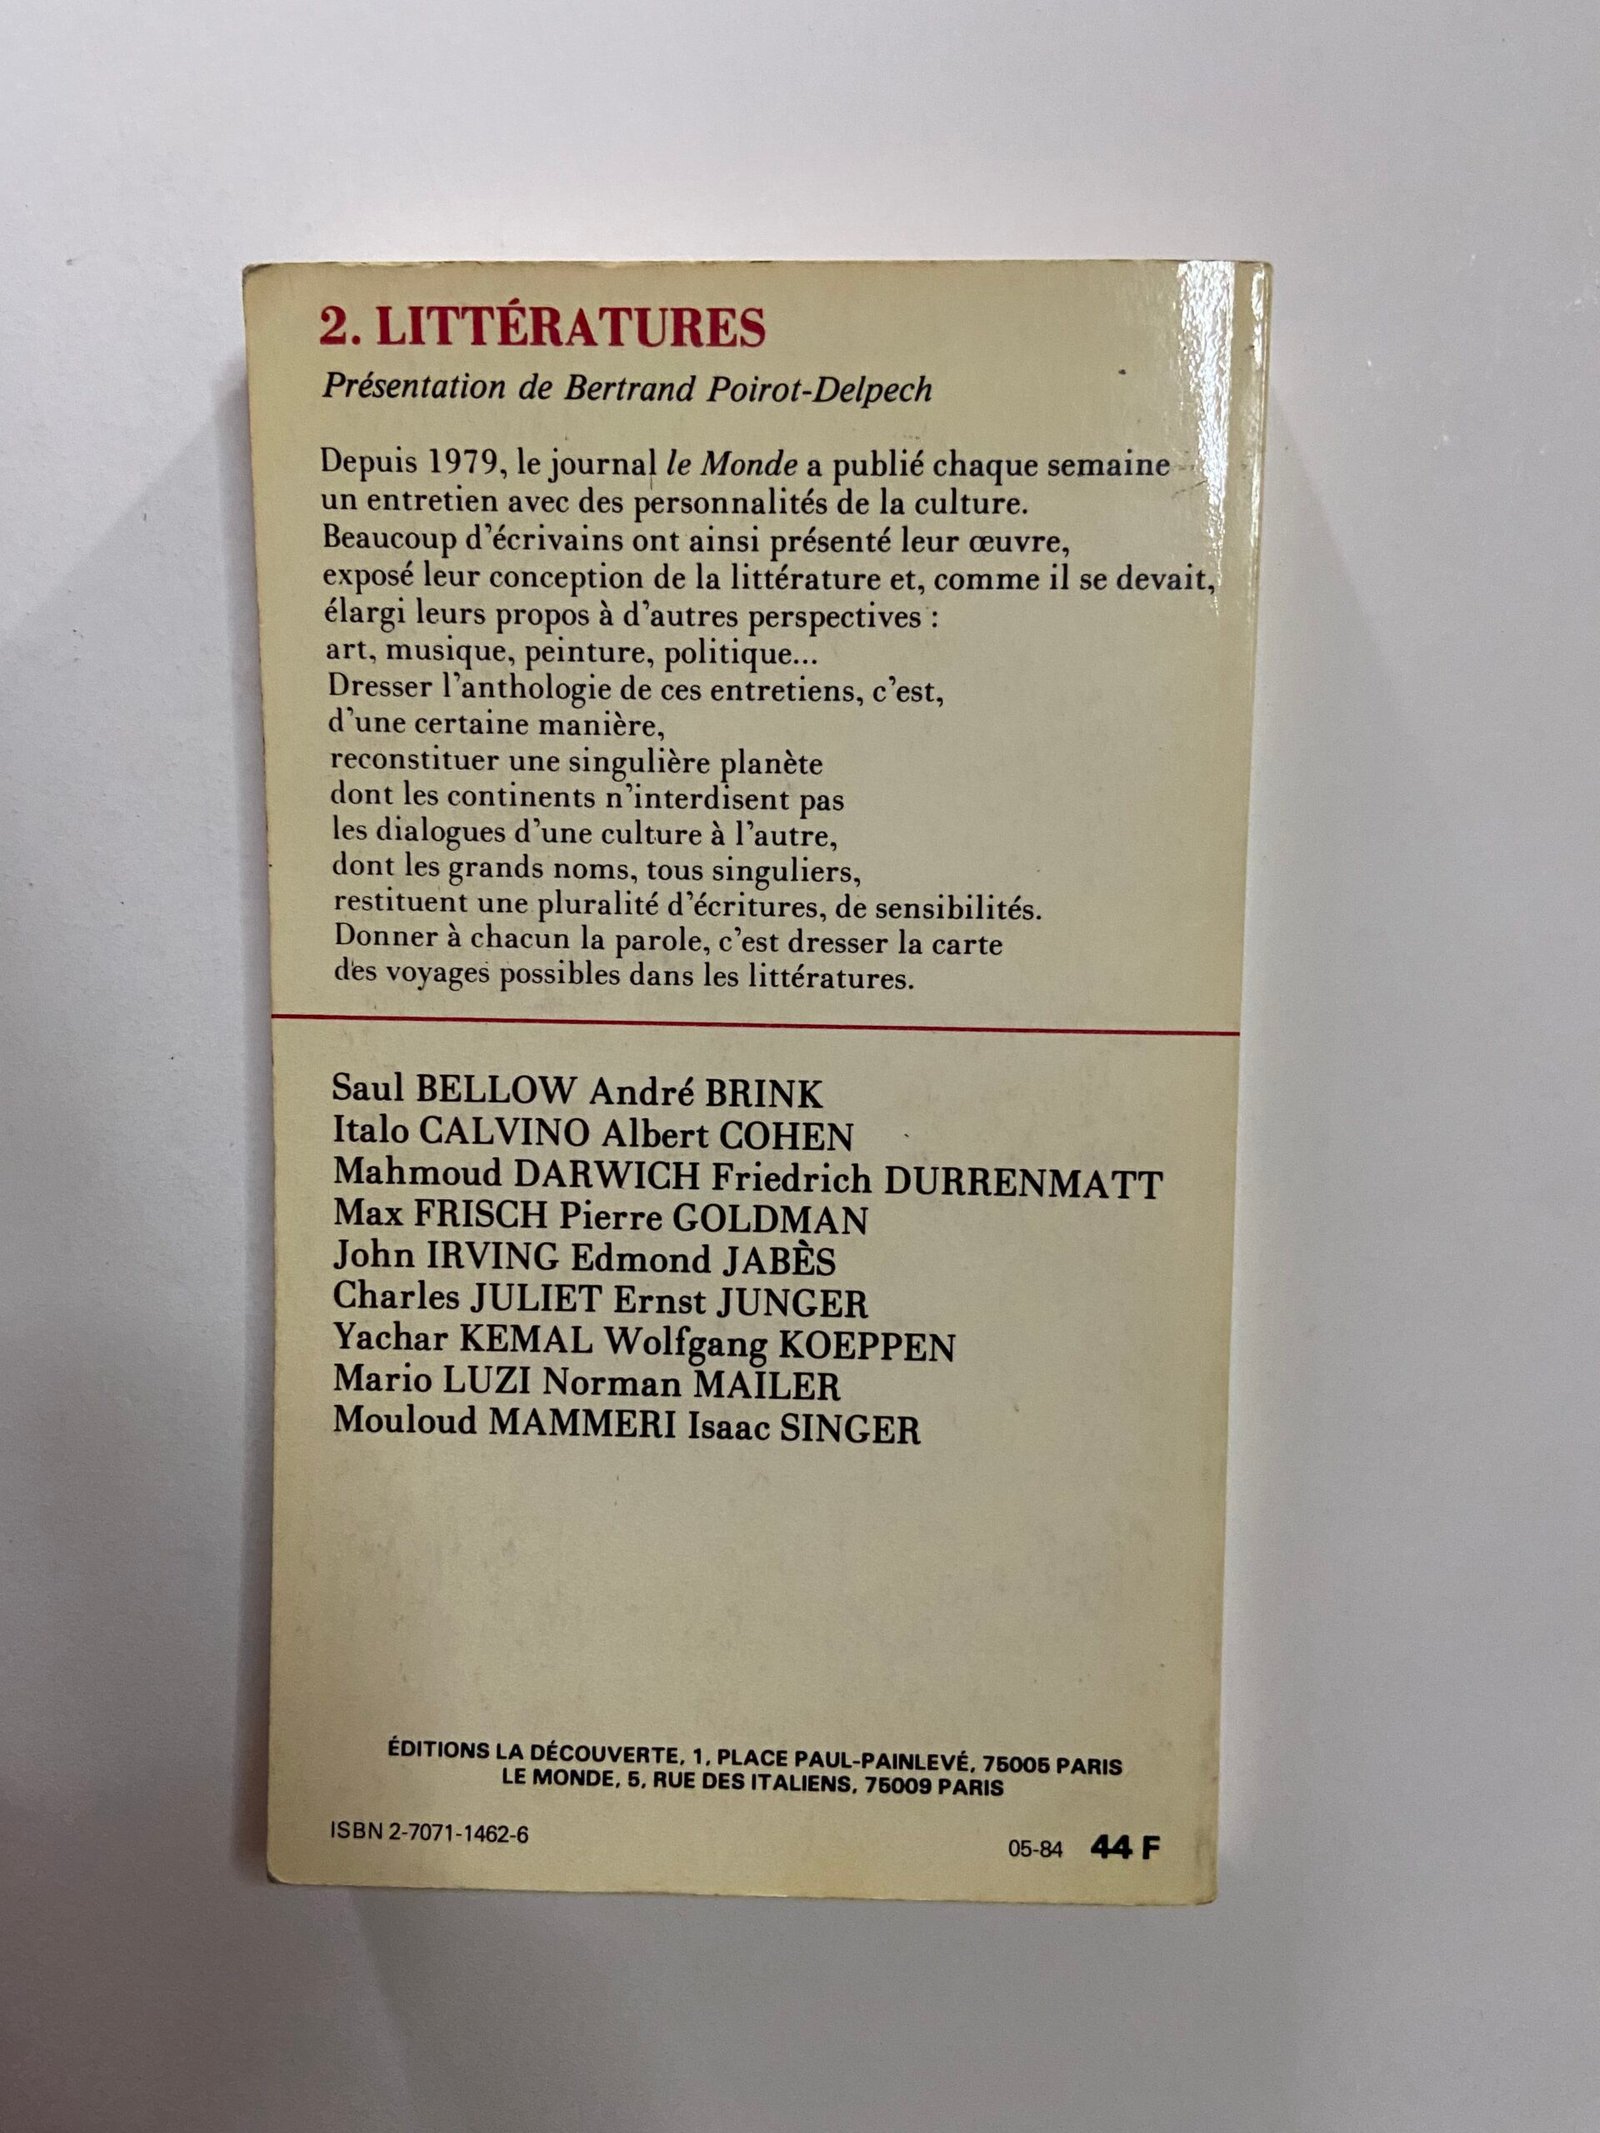 2. LITTÉRATURES
Présentation de Bertrand Poirot-Delpech
Depuis 1979, le journal le Monde a publié chaque semaine
un entretien avec des personnalités de la culture.
Beaucoup d'écrivains ont ainsi présenté leur œuvre,
exposé leur conception de la littérature et, comme il se devait,
élargi leurs propos à d'autres perspectives :
art, musique, peinture, politique...
Dresser l'anthologie de ces entretiens, c'est,
d'une certaine manière,
reconstituer une singulière planète
dont les continents n'interdisent pas
les dialogues d'une culture à l'autre,
dont les grands noms, tous singuliers,
restituent une pluralité d'écritures, de sensibilités.
Donner à chacun la parole, c'est dresser la carte
des voyages possibles dans les littératures.
Saul BELLOW André BRINK
Italo CALVINO Albert COHEN
Mahmoud DARWICH Friedrich DURRENMATT
Max FRISCH Pierre GOLDMAN
John IRVING Edmond JABÈS
Charles JULIET Ernst JUNGER
Yachar KEMAL Wolfgang KOEPPEN
Mario LUZI Norman MAILER
Mouloud MAMMERI Isaac SINGER
ÉDITIONS LA DÉCOUVERTE, 1, PLACE PAUL-PAINLEVÉ, 75005 PARIS
LE MONDE, 5, RUE DES ITALIENS, 75009 PARIS
ISBN 2-7071-1462-6
05-84 44 F